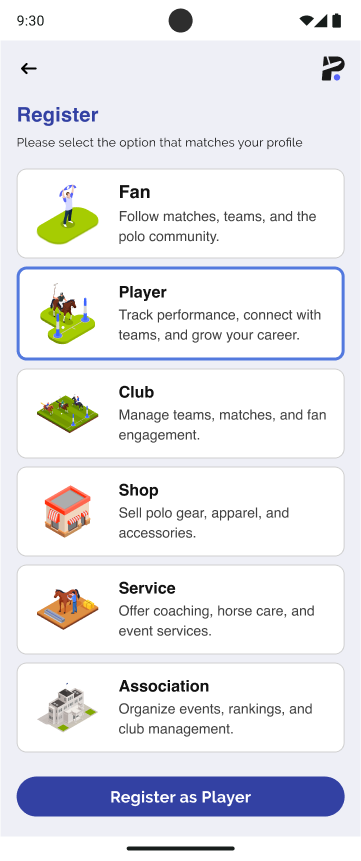 9:30
Register
Please select the option that matches your profile
Fan
Follow matches, teams, and the
polo community.
Player
Track performance, connect with
teams, and grow your career.
Club
Manage teams, matches, and fan
engagement.
Shop
Sell polo gear, apparel, and
accessories.
Service
Offer coaching, horse care, and
event services.
Association
Organize events, rankings, and
club management.
Register as Player